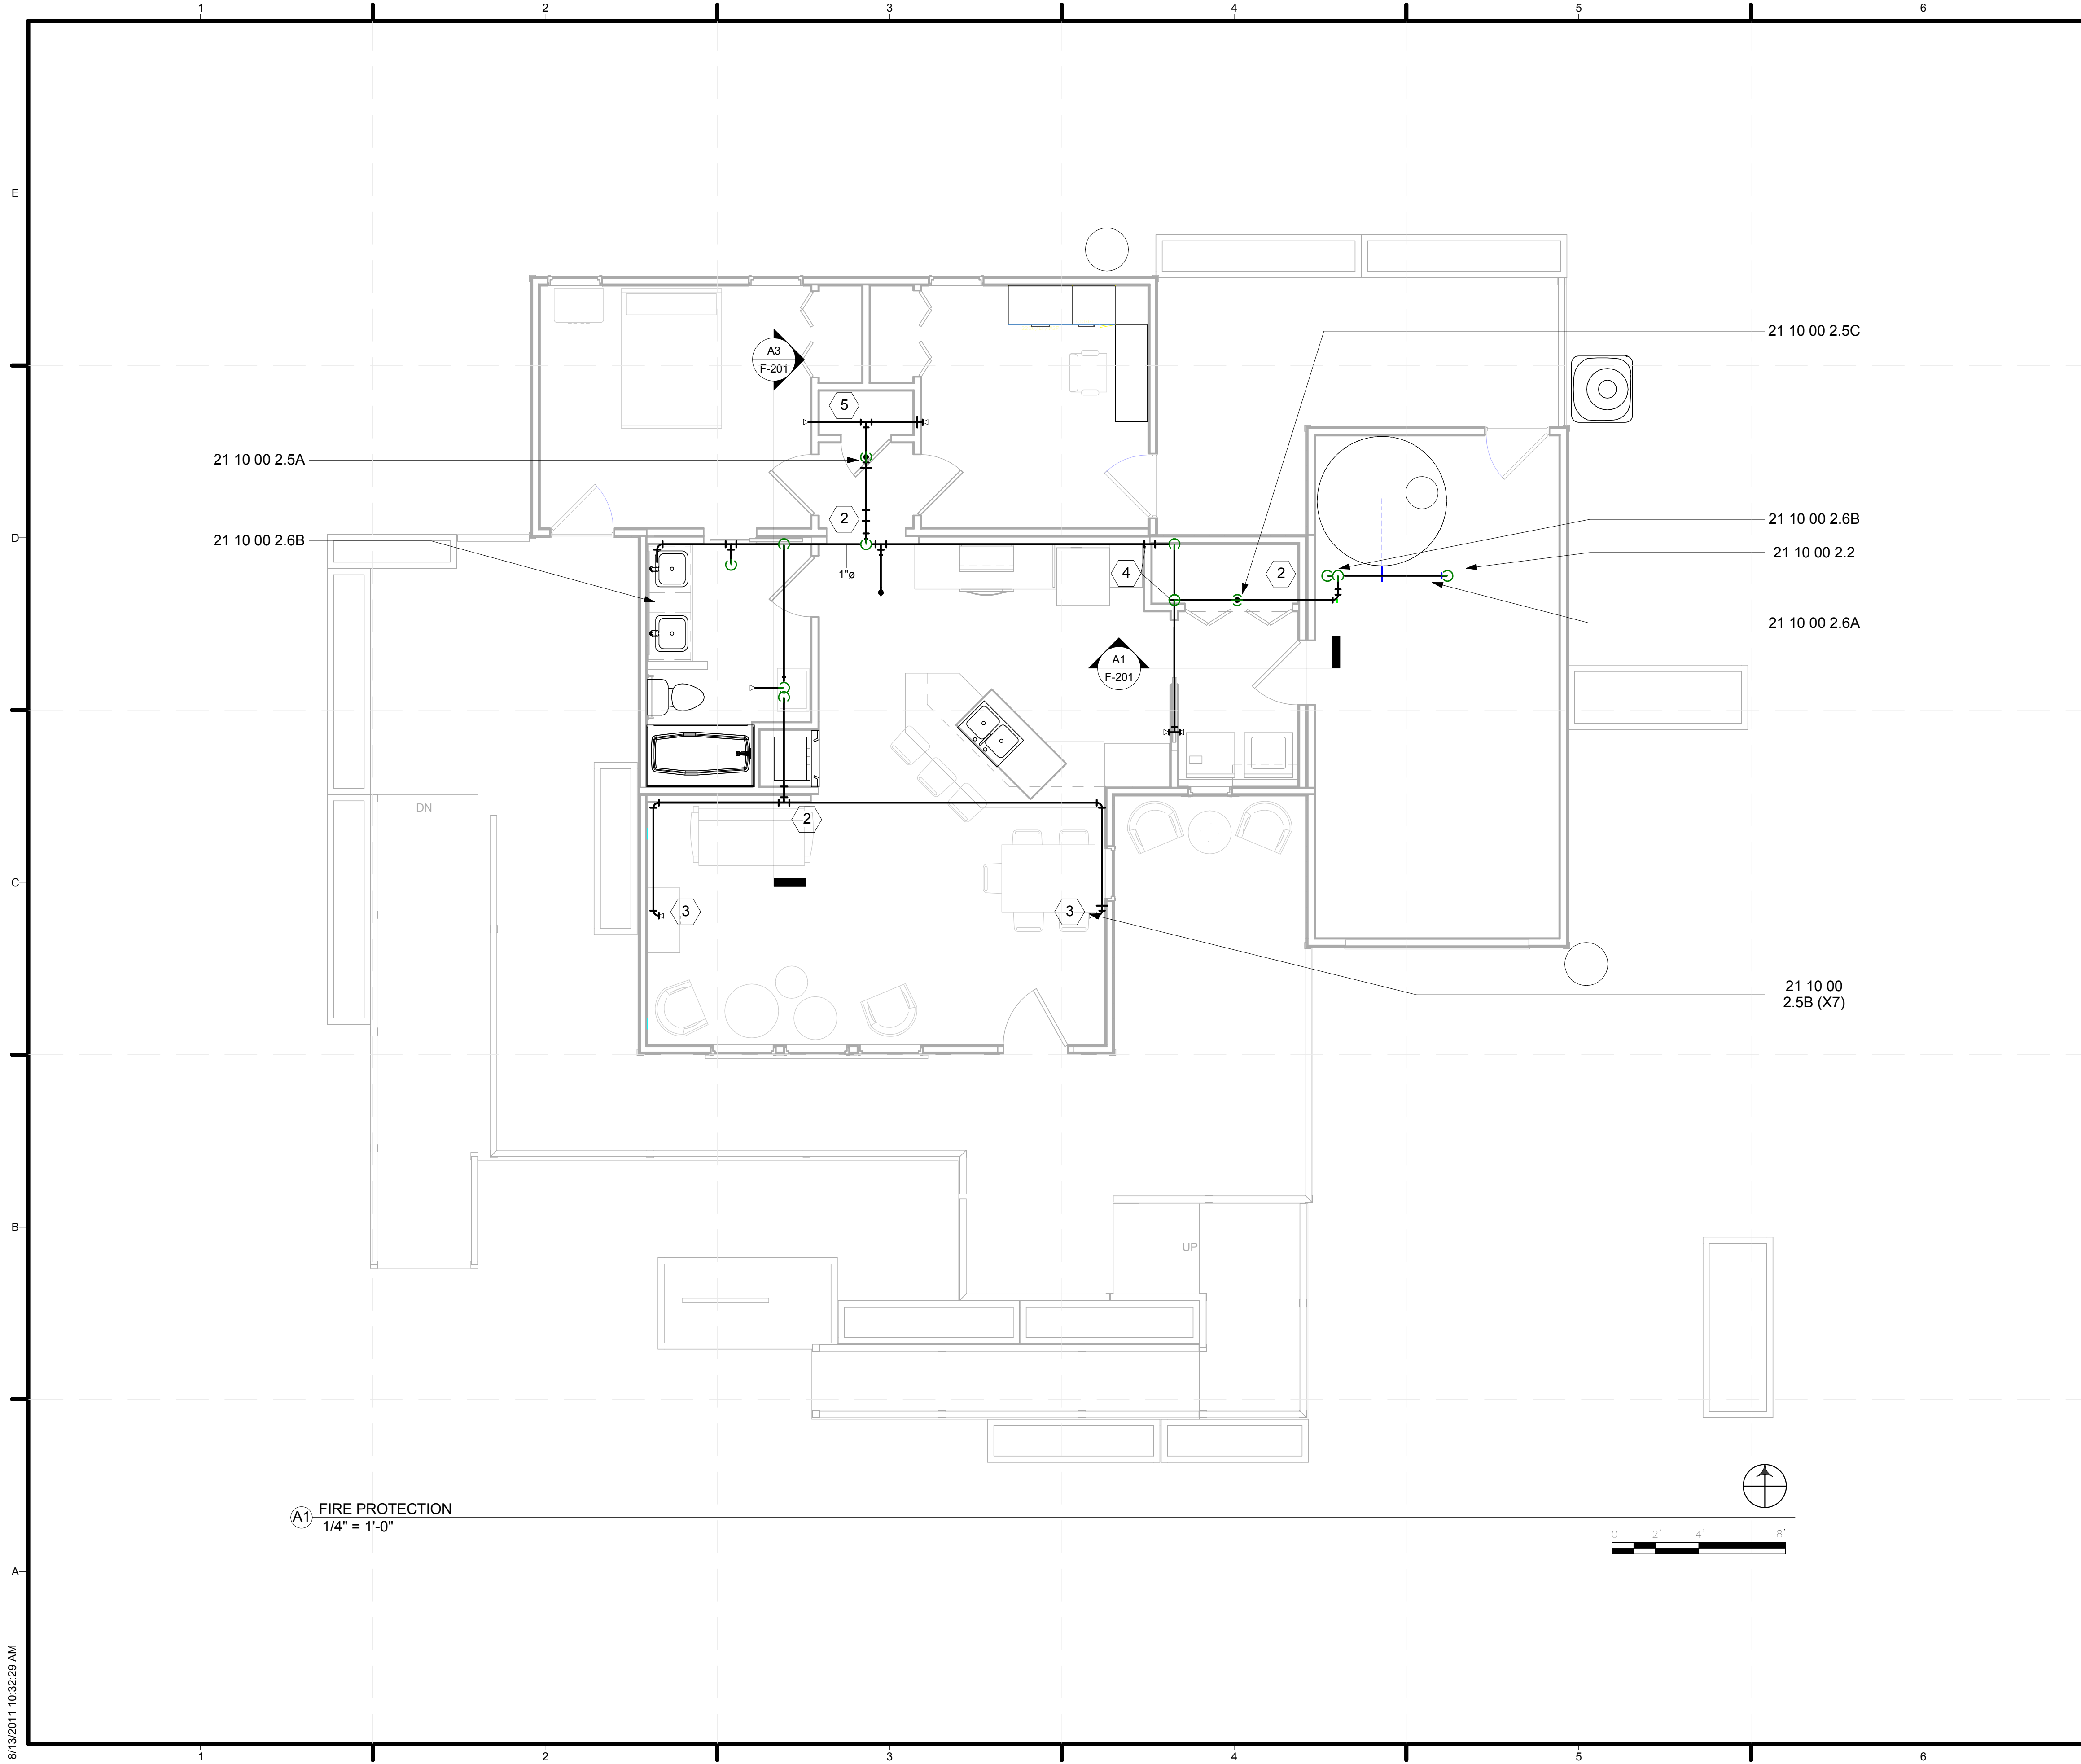 1 2 3 4 5 6
E
21 10 00 2.5C
A3
F-201
5
21 10 00 2.5A
2
21 10 00 2.6B
D
21 10 00 2.6B
21 10 00 2.2
1"ø
4
2
21 10 00 2.6A
A1
F-201
DN
2
C
3
3
21 10 00
2.5B (X7)
B
UP
A1
FIRE PROTECTION
1/4" = 1'-0"
0 2' 4' 8'
A
8/13/2011 10:32:29 AM
1 2 3 4 5 6